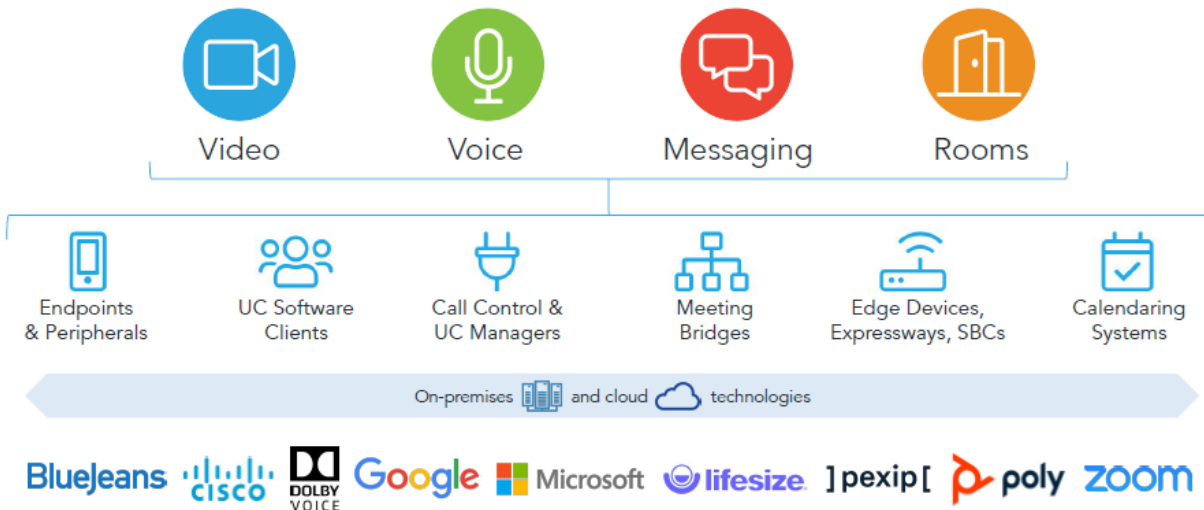 Video Voice Messaging Rooms
Endpoints
& Peripherals
UC Software
Clients
Call Control &
UC Managers
Meeting
Bridges
Edge Devices,
Expressways, SBCs
Calendaring
Systems
On-premises and cloud technologies
BlueJeans
CISCO
DOLBY
VOICE
Google
Microsoft
lifesize
]pexip[
poly
zoom